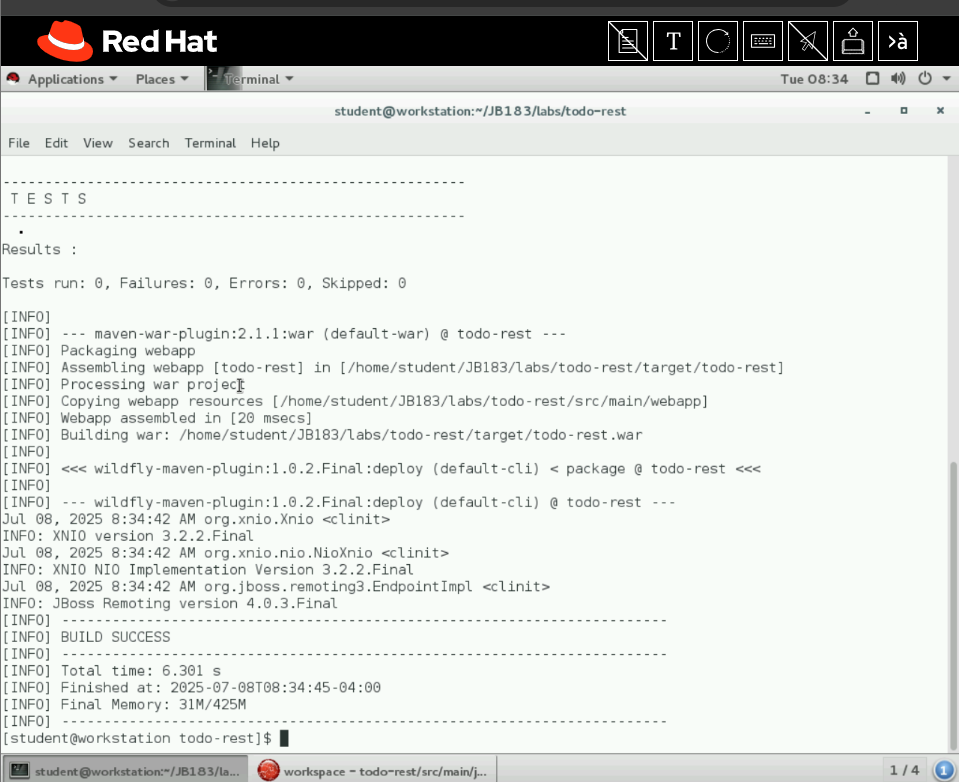 Red Hat
T
>à
Applications Places Terminal Tue 08:34
student@workstation:~/JB183/labs/todo-rest
File Edit View Search Terminal Help
-------------------------------------------------------
T E S T S
-------------------------------------------------------
Results :
Tests run: 0, Failures: 0, Errors: 0, Skipped: 0
[INFO]
[INFO] --- maven-war-plugin:2.1.1:war (default-war) @ todo-rest ---
[INFO] Packaging webapp
[INFO] Assembling webapp [todo-rest] in [/home/student/JB183/labs/todo-rest/target/todo-rest]
[INFO] Processing war project
[INFO] Copying webapp resources [/home/student/JB183/labs/todo-rest/src/main/webapp]
[INFO] Webapp assembled in [20 msecs]
[INFO] Building war: /home/student/JB183/labs/todo-rest/target/todo-rest.war
[INFO]
[INFO] <<< wildfly-maven-plugin:1.0.2.Final:deploy (default-cli) < package @ todo-rest <<<
[INFO]
[INFO] --- wildfly-maven-plugin:1.0.2.Final:deploy (default-cli) @ todo-rest ---
Jul 08, 2025 8:34:42 AM org.xnio.Xnio <clinit>
INFO: XNIO version 3.2.2.Final
Jul 08, 2025 8:34:42 AM org.xnio.nio.NioXnio <clinit>
INFO: XNIO NIO Implementation Version 3.2.2.Final
Jul 08, 2025 8:34:42 AM org.jboss.remoting3.EndpointImpl <clinit>
INFO: JBoss Remoting version 4.0.3.Final
[INFO] ------------------------------------------------------------------------
[INFO] BUILD SUCCESS
[INFO] ------------------------------------------------------------------------
[INFO] Total time: 6.301 s
[INFO] Finished at: 2025-07-08T08:34:45-04:00
[INFO] Final Memory: 31M/425M
[INFO] ------------------------------------------------------------------------
[student@workstation todo-rest]$
student@workstation:~/JB183/la... workspace - todo-rest/src/main/j... 1 / 4 1